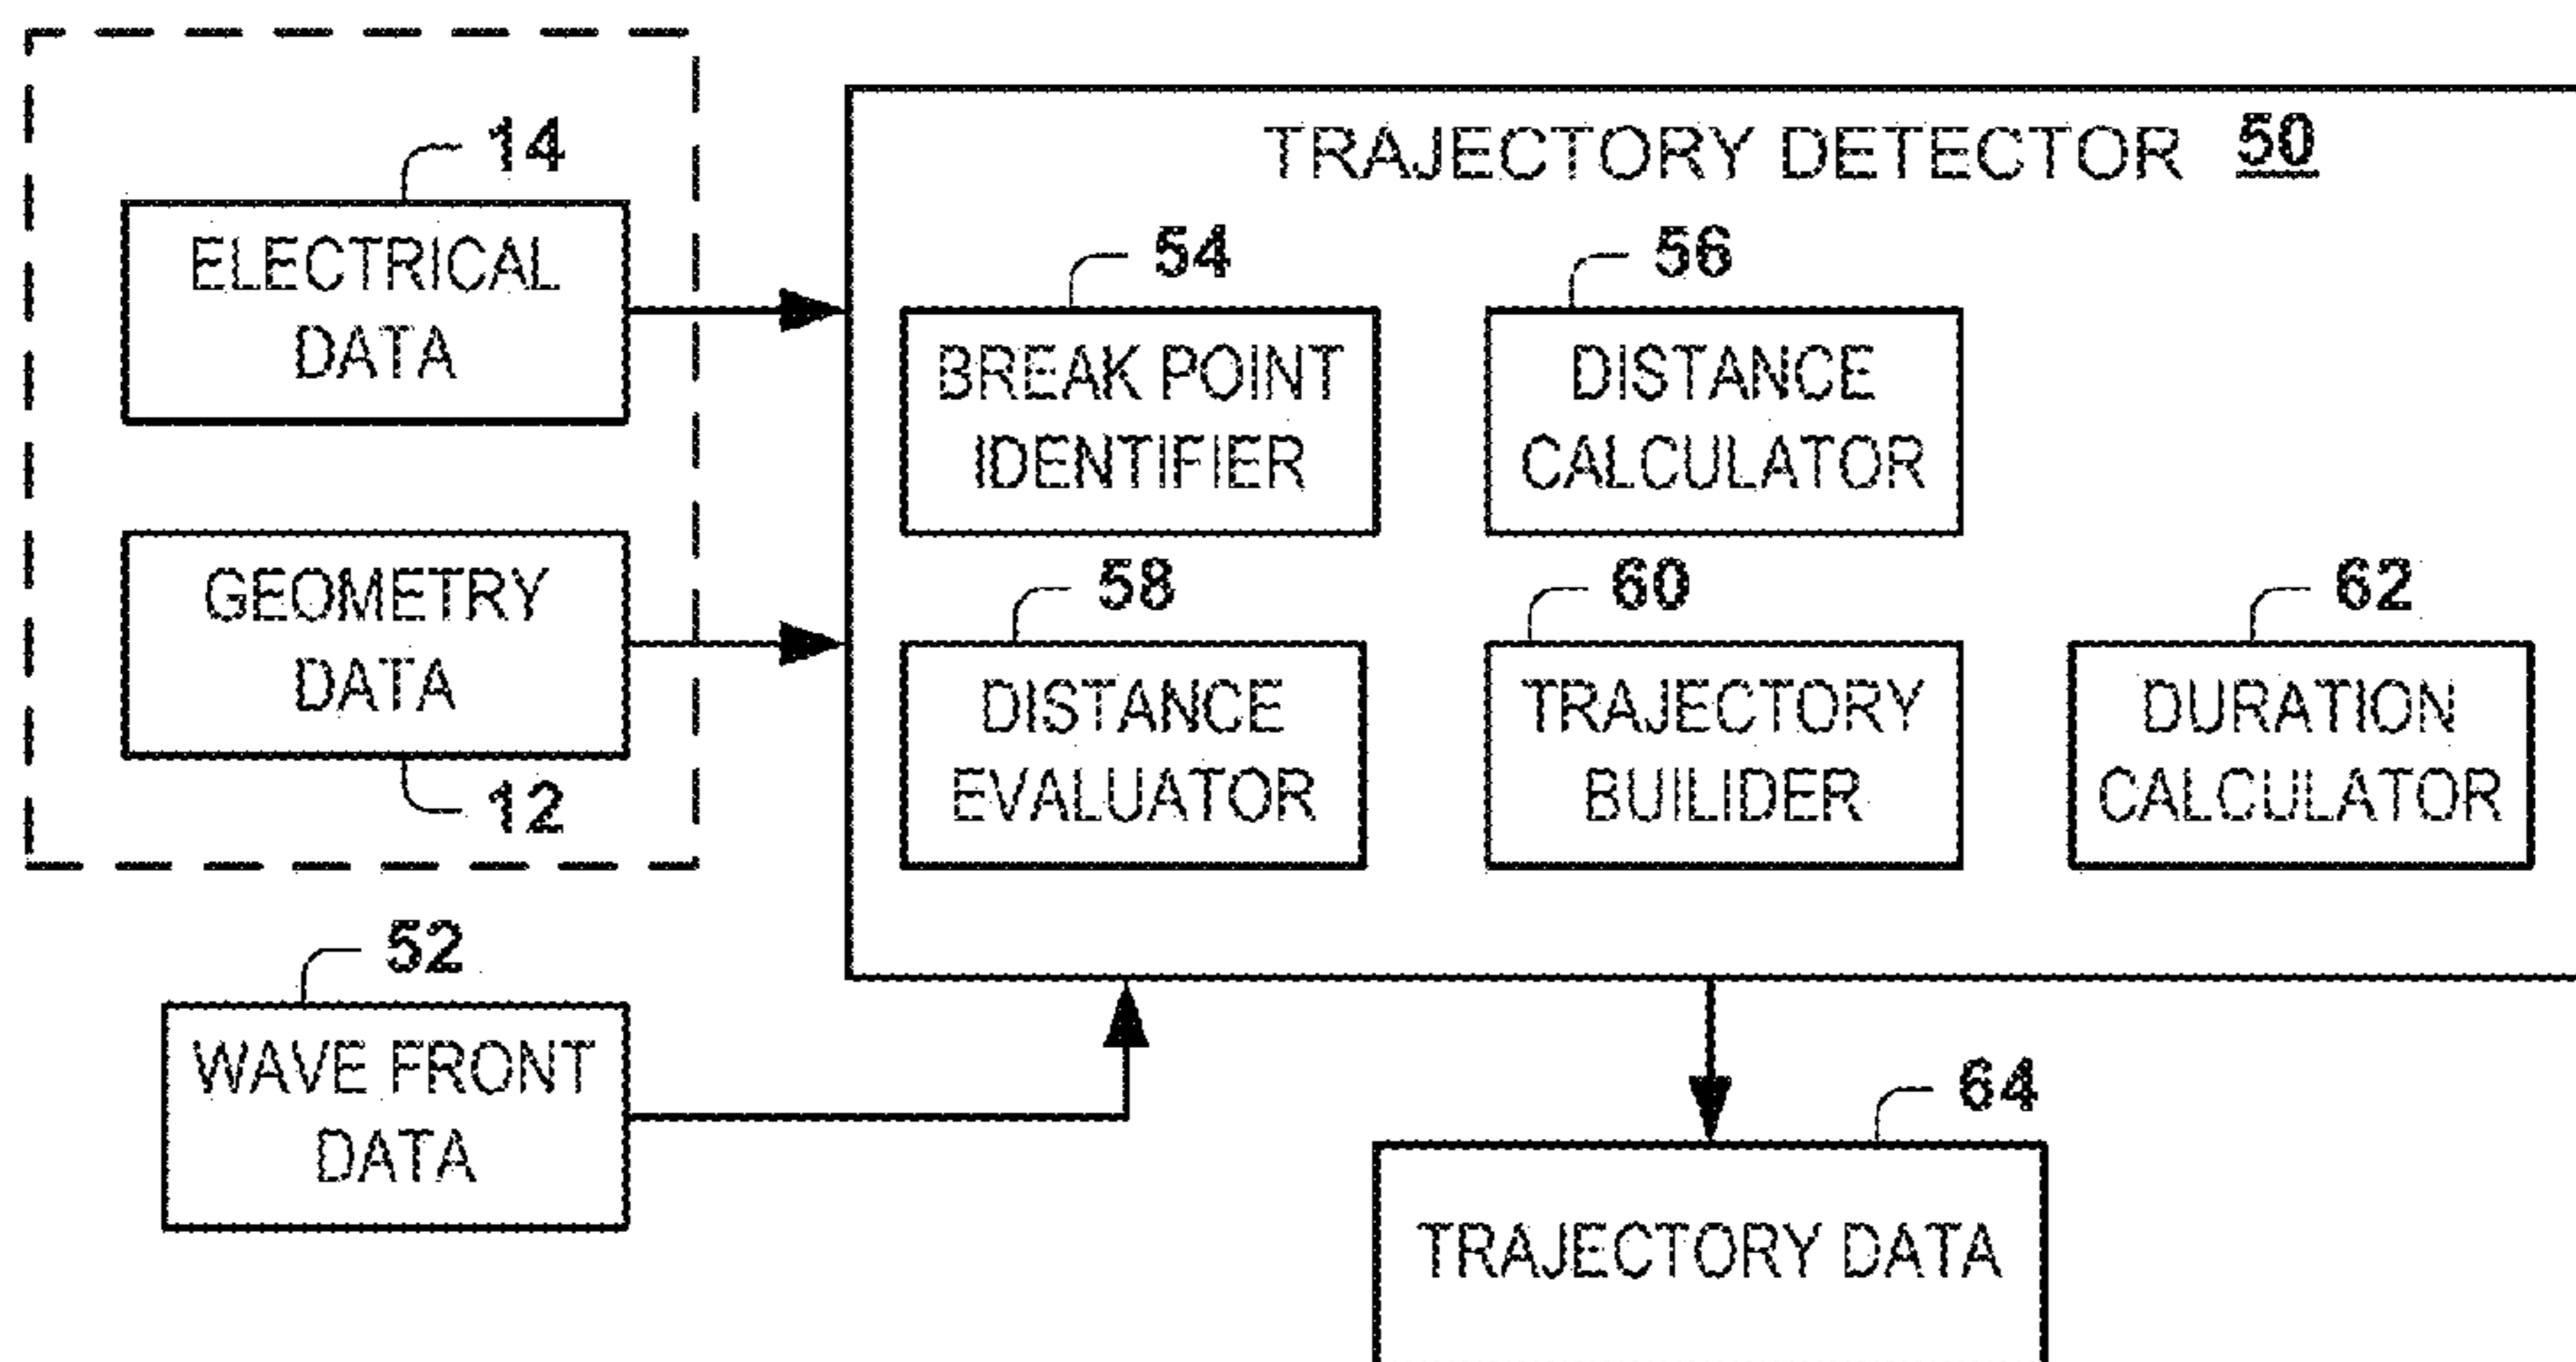 14
ELECTRICAL
DATA
GEOMETRY
DATA
12
52
WAVE FRONT
DATA
TRAJECTORY DETECTOR 50
54
BREAK POINT
IDENTIFIER
56
DISTANCE
CALCULATOR
58
DISTANCE
EVALUATOR
60
TRAJECTORY
BUILIDER
62
DURATION
CALCULATOR
64
TRAJECTORY DATA